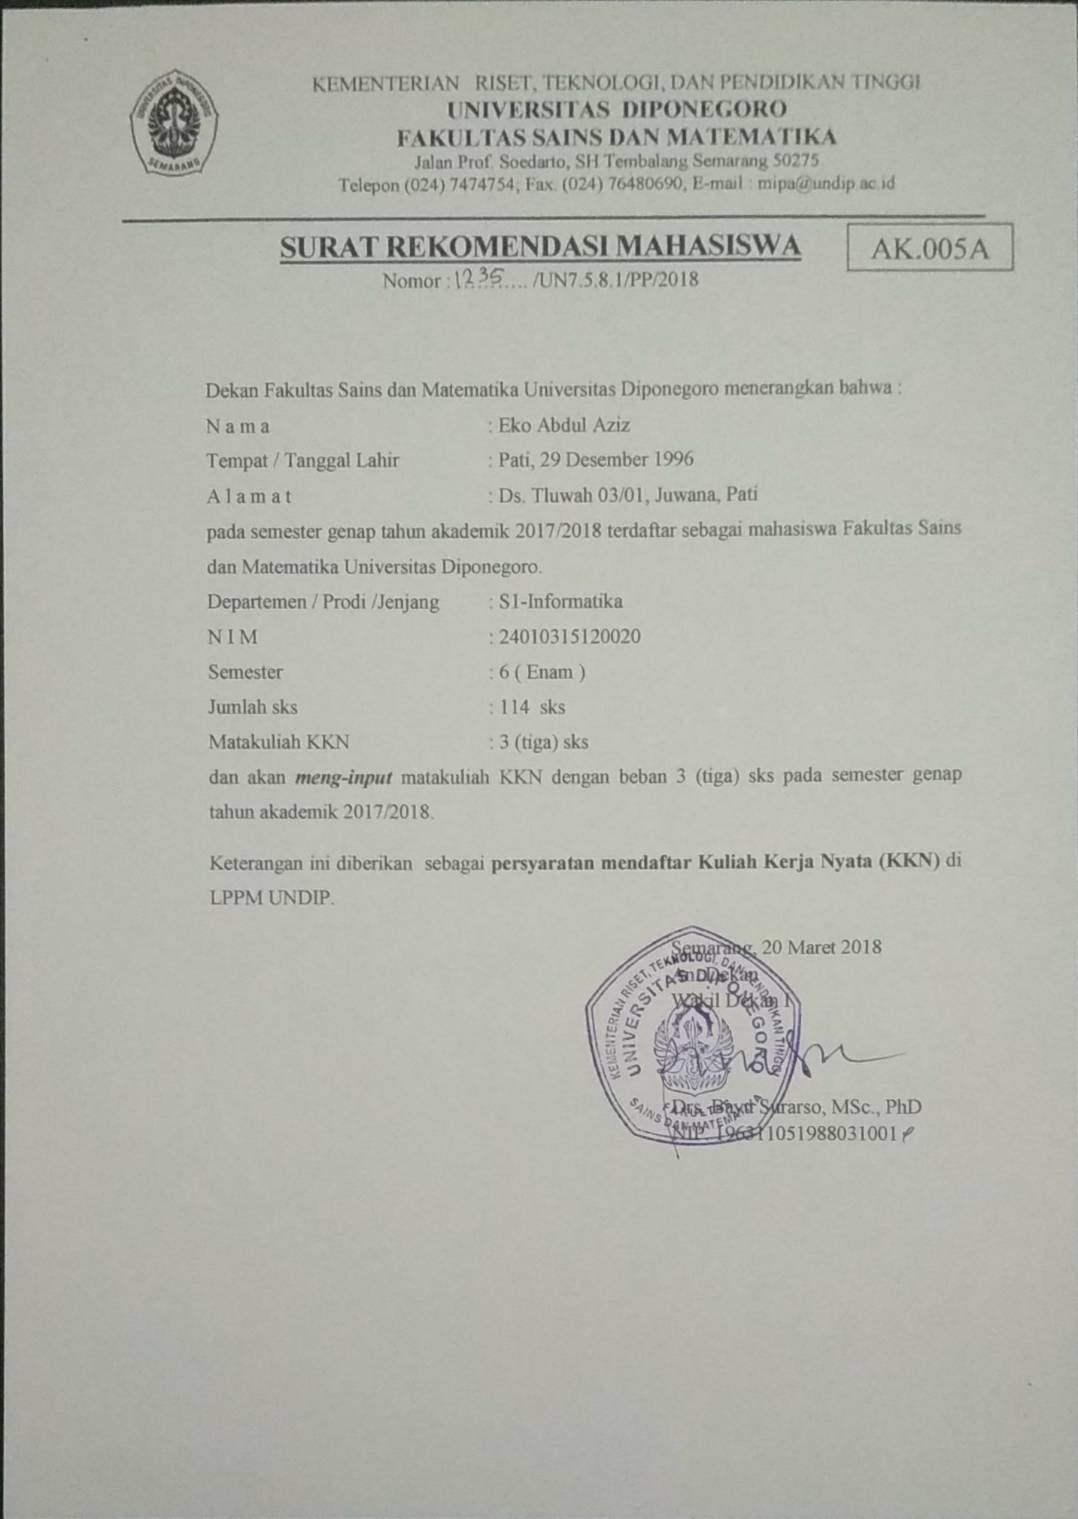 UNIVERSITAS DIPONEGORO
SEMARANG
KEMENTERIAN RISET, TEKNOLOGI, DAN PENDIDIKAN TINGGI
UNIVERSITAS DIPONEGORO
FAKULTAS SAINS DAN MATEMATIKA
Jalan Prof. Soedarto, SH Tembalang Semarang 50275
Telepon (024) 7474754, Fax. (024) 76480690, E-mail : mipa@undip.ac.id
SURAT REKOMENDASI MAHASISWA
AK.005A
Nomor : 1235.... /UN7.5.8.1/PP/2018
Dekan Fakultas Sains dan Matematika Universitas Diponegoro menerangkan bahwa :
N a m a : Eko Abdul Aziz
Tempat / Tanggal Lahir : Pati, 29 Desember 1996
A l a m a t : Ds. Tluwah 03/01, Juwana, Pati
pada semester genap tahun akademik 2017/2018 terdaftar sebagai mahasiswa Fakultas Sains
dan Matematika Universitas Diponegoro.
Departemen / Prodi /Jenjang : S1-Informatika
N I M : 24010315120020
Semester : 6 ( Enam )
Jumlah sks : 114 sks
Matakuliah KKN : 3 (tiga) sks
dan akan meng-input matakuliah KKN dengan beban 3 (tiga) sks pada semester genap
tahun akademik 2017/2018.
Keterangan ini diberikan sebagai persyaratan mendaftar Kuliah Kerja Nyata (KKN) di
LPPM UNDIP.
Semarang, 20 Maret 2018
An. Dekan
Wakil Dekan I
KEMENTERIAN RISET, TEKNOLOGI, DAN PENDIDIKAN TINGGI
UNIVERSITAS DIPONEGORO
FAKULTAS
SAINS DAN MATEMATIKA
Drs. Bayu Surarso, MSc., PhD
NIP. 196311051988031001